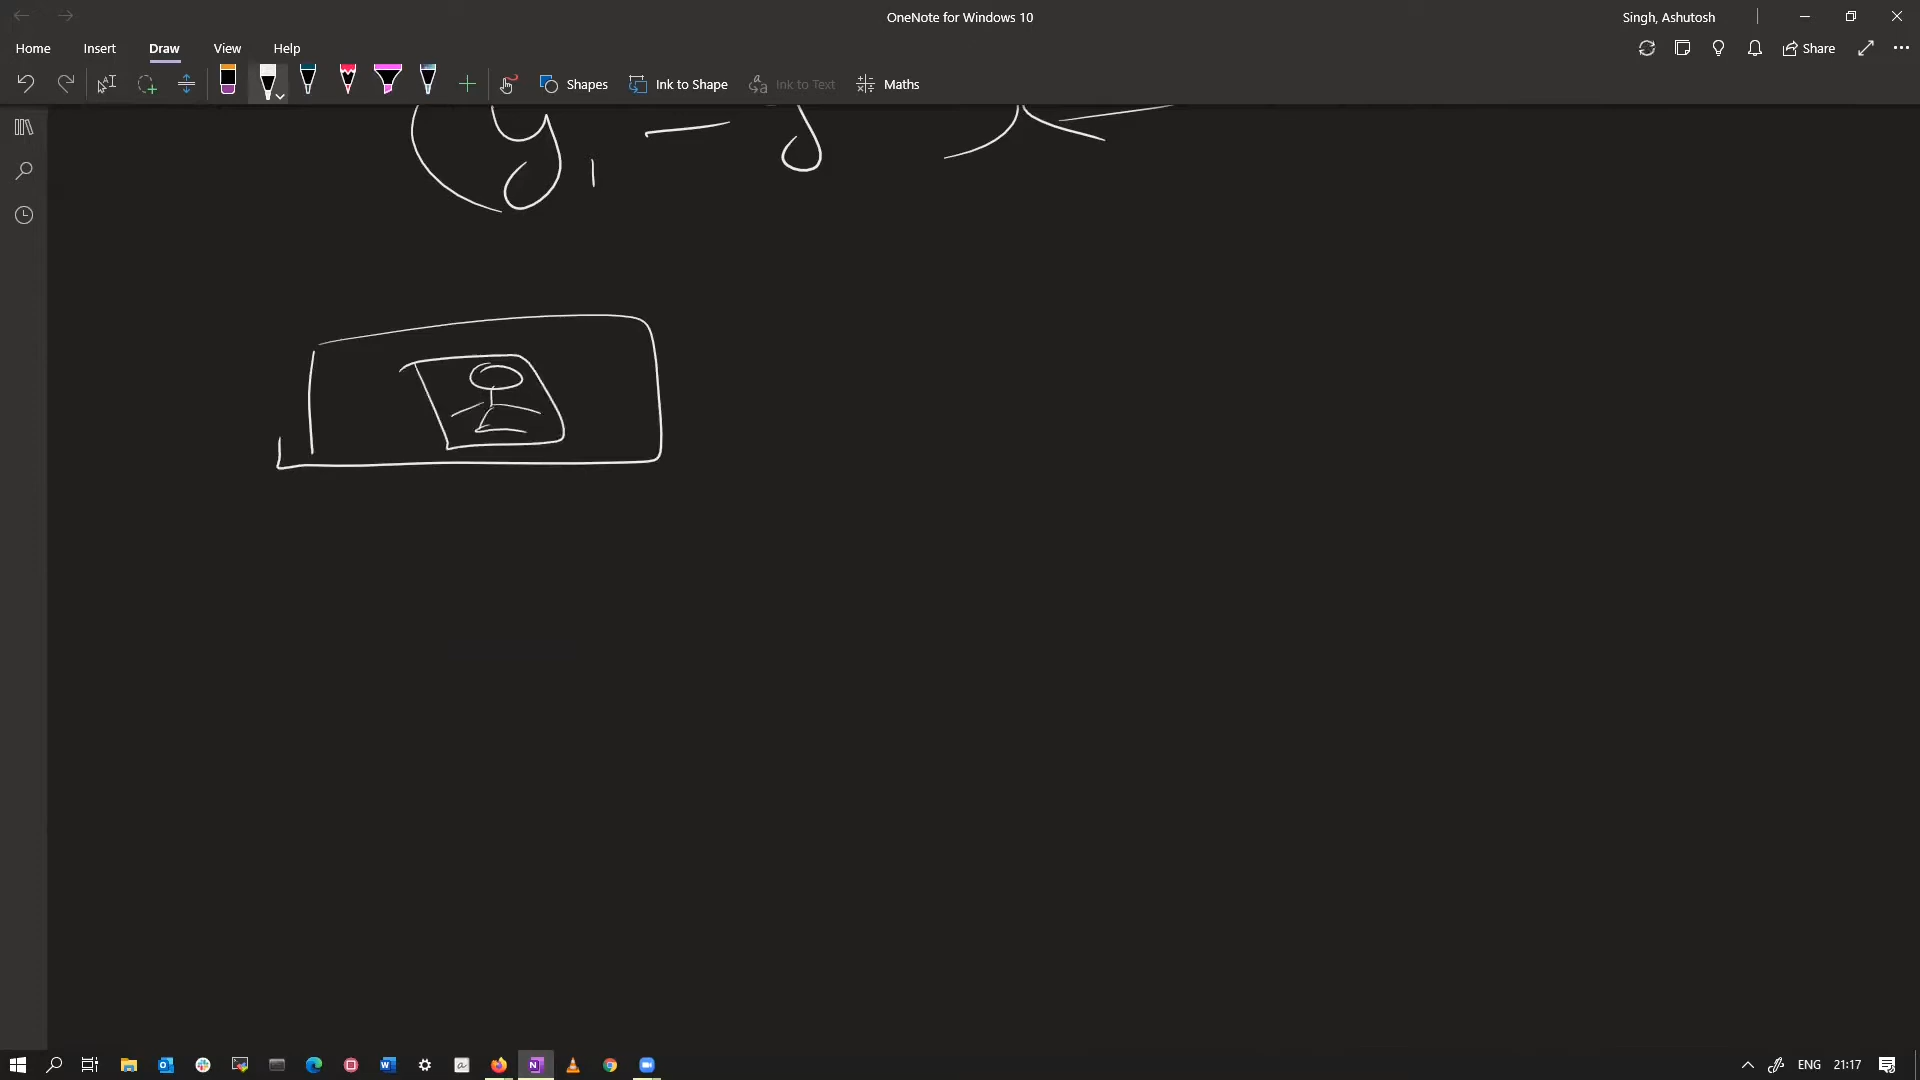 OneNote for Windows 10
Singh, Ashutosh
Home Insert Draw View Help
Share
Shapes Ink to Shape Ink to Text Maths
y₁ -
ENG 21:17